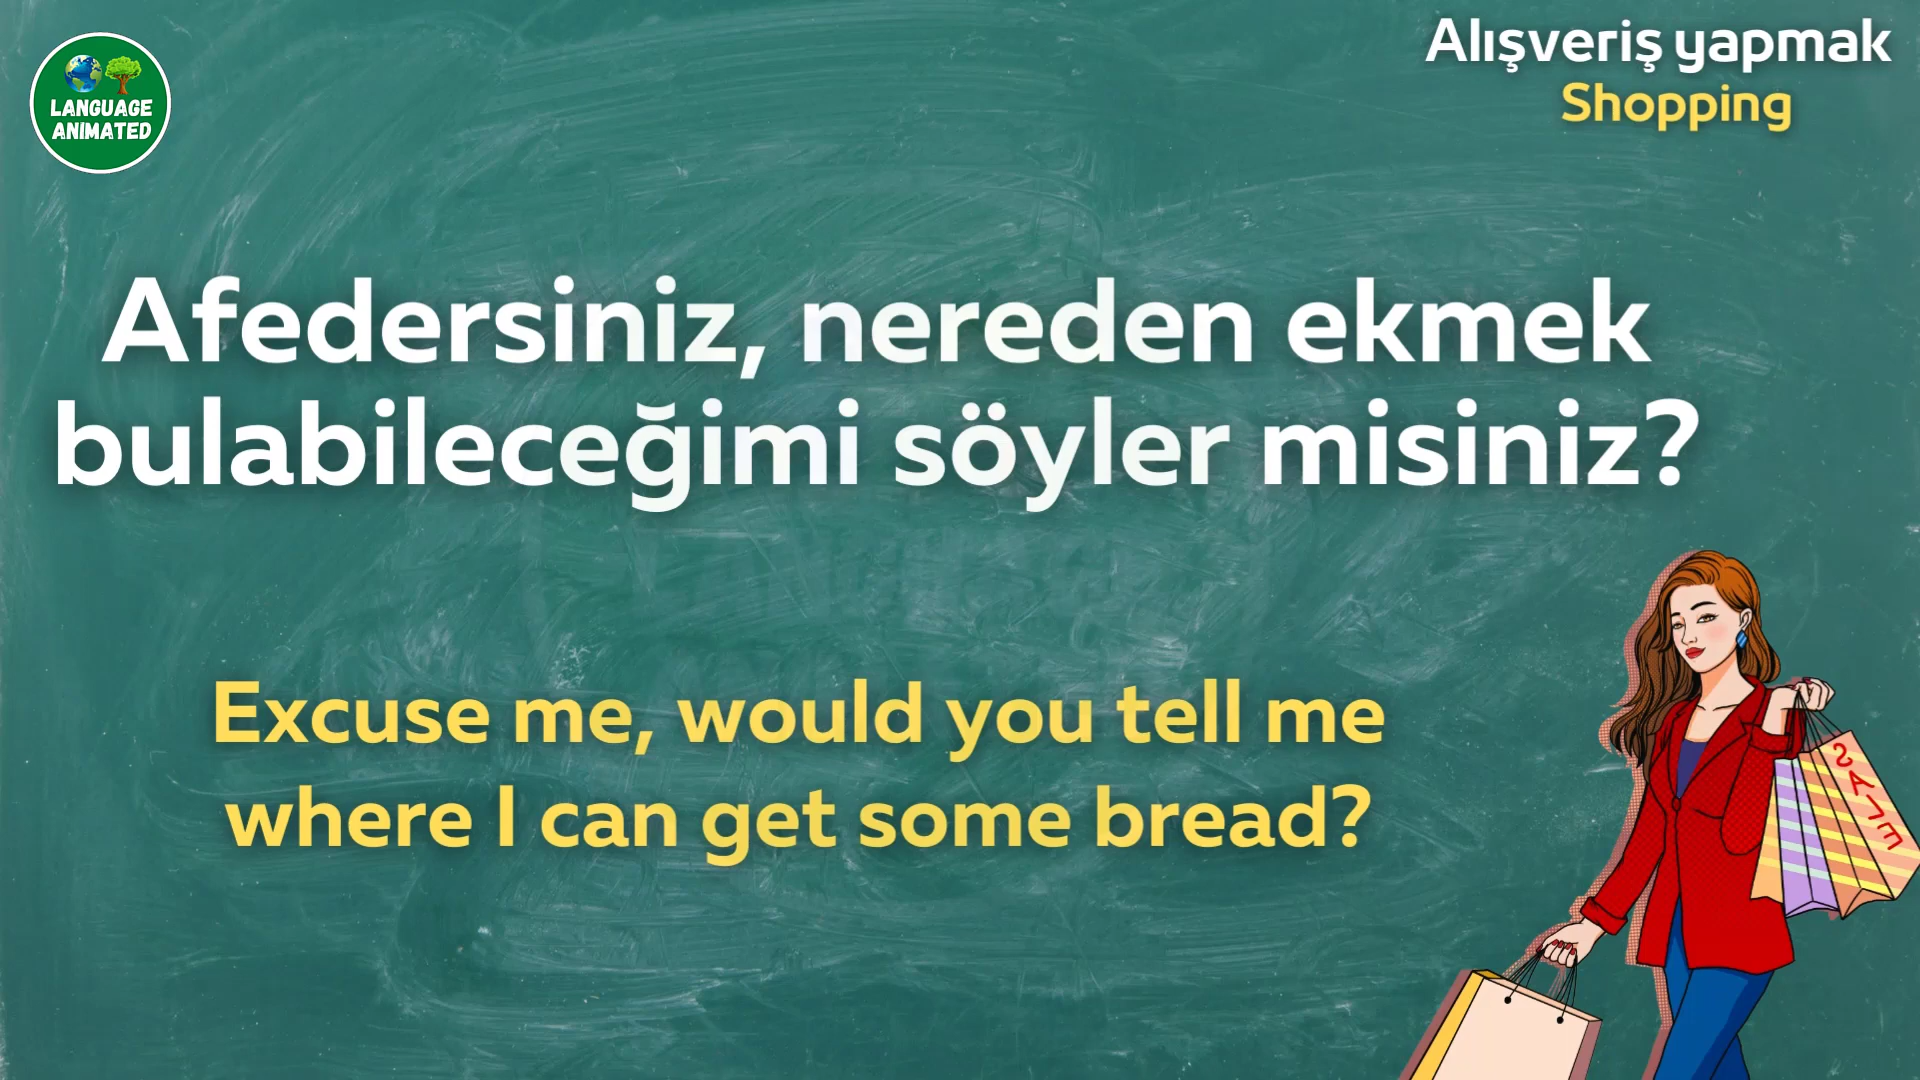 LANGUAGE
ANIMATED
Alışveriş yapmak
Shopping
Afedersiniz, nereden ekmek
bulabileceğimi söyler misiniz?
Excuse me, would you tell me
where I can get some bread?
SALE